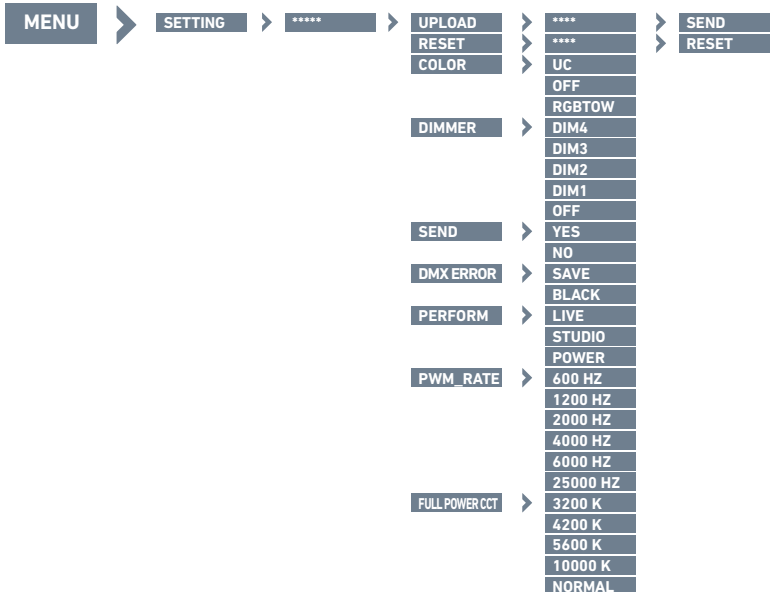 MENU SETTING ***** UPLOAD **** SEND
RESET **** RESET
COLOR UC
OFF
RGBTOW
DIMMER DIM4
DIM3
DIM2
DIM1
OFF
SEND YES
NO
DMX ERROR SAVE
BLACK
PERFORM LIVE
STUDIO
POWER
PWM_RATE 600 HZ
1200 HZ
2000 HZ
4000 HZ
6000 HZ
25000 HZ
FULL POWER CCT 3200 K
4200 K
5600 K
10000 K
NORMAL